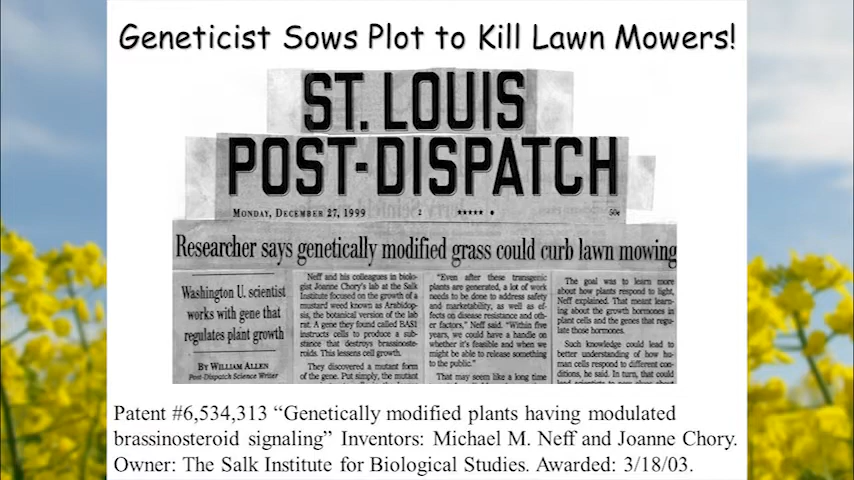 Geneticist Sows Plot to Kill Lawn Mowers!
ST. LOUIS
POST-DISPATCH
MONDAY, DECEMBER 27, 1999
2
★★★★★ ♦
50¢
Researcher says genetically modified grass could curb lawn mowing
Washington U. scientist
works with gene that
regulates plant growth
BY WILLIAM ALLEN
Post-Dispatch Science Writer
Neff and his colleagues in biolo-
gist Joanne Chory's lab at the Salk
Institute focused on the growth of a
mustard weed known as Arabidop-
sis, the botanical version of the lab
rat. A gene they found called BAS1
instructs cells to produce a sub-
stance that destroys brassinoste-
roids. This lessens cell growth.
They discovered a mutant form
of the gene. Put simply, the mutant
"Even after these transgenic
plants are generated, a lot of work
needs to be done to address safety
and marketability, as well as ef-
fects on disease resistance and oth-
er factors," Neff said. "Within five
years, we could have a handle on
whether it's feasible and when we
might be able to release something
to the public."
That may seem like a long time
The goal was to learn more
about how plants respond to light,
Neff explained. That meant learn-
ing about the growth hormones in
plant cells and the genes that regu-
late those hormones.
Such knowledge could lead to
better understanding of how hu-
man cells respond to different con-
ditions, he said. In turn, that could
Patent #6,534,313 “Genetically modified plants having modulated
brassinosteroid signaling” Inventors: Michael M. Neff and Joanne Chory.
Owner: The Salk Institute for Biological Studies. Awarded: 3/18/03.